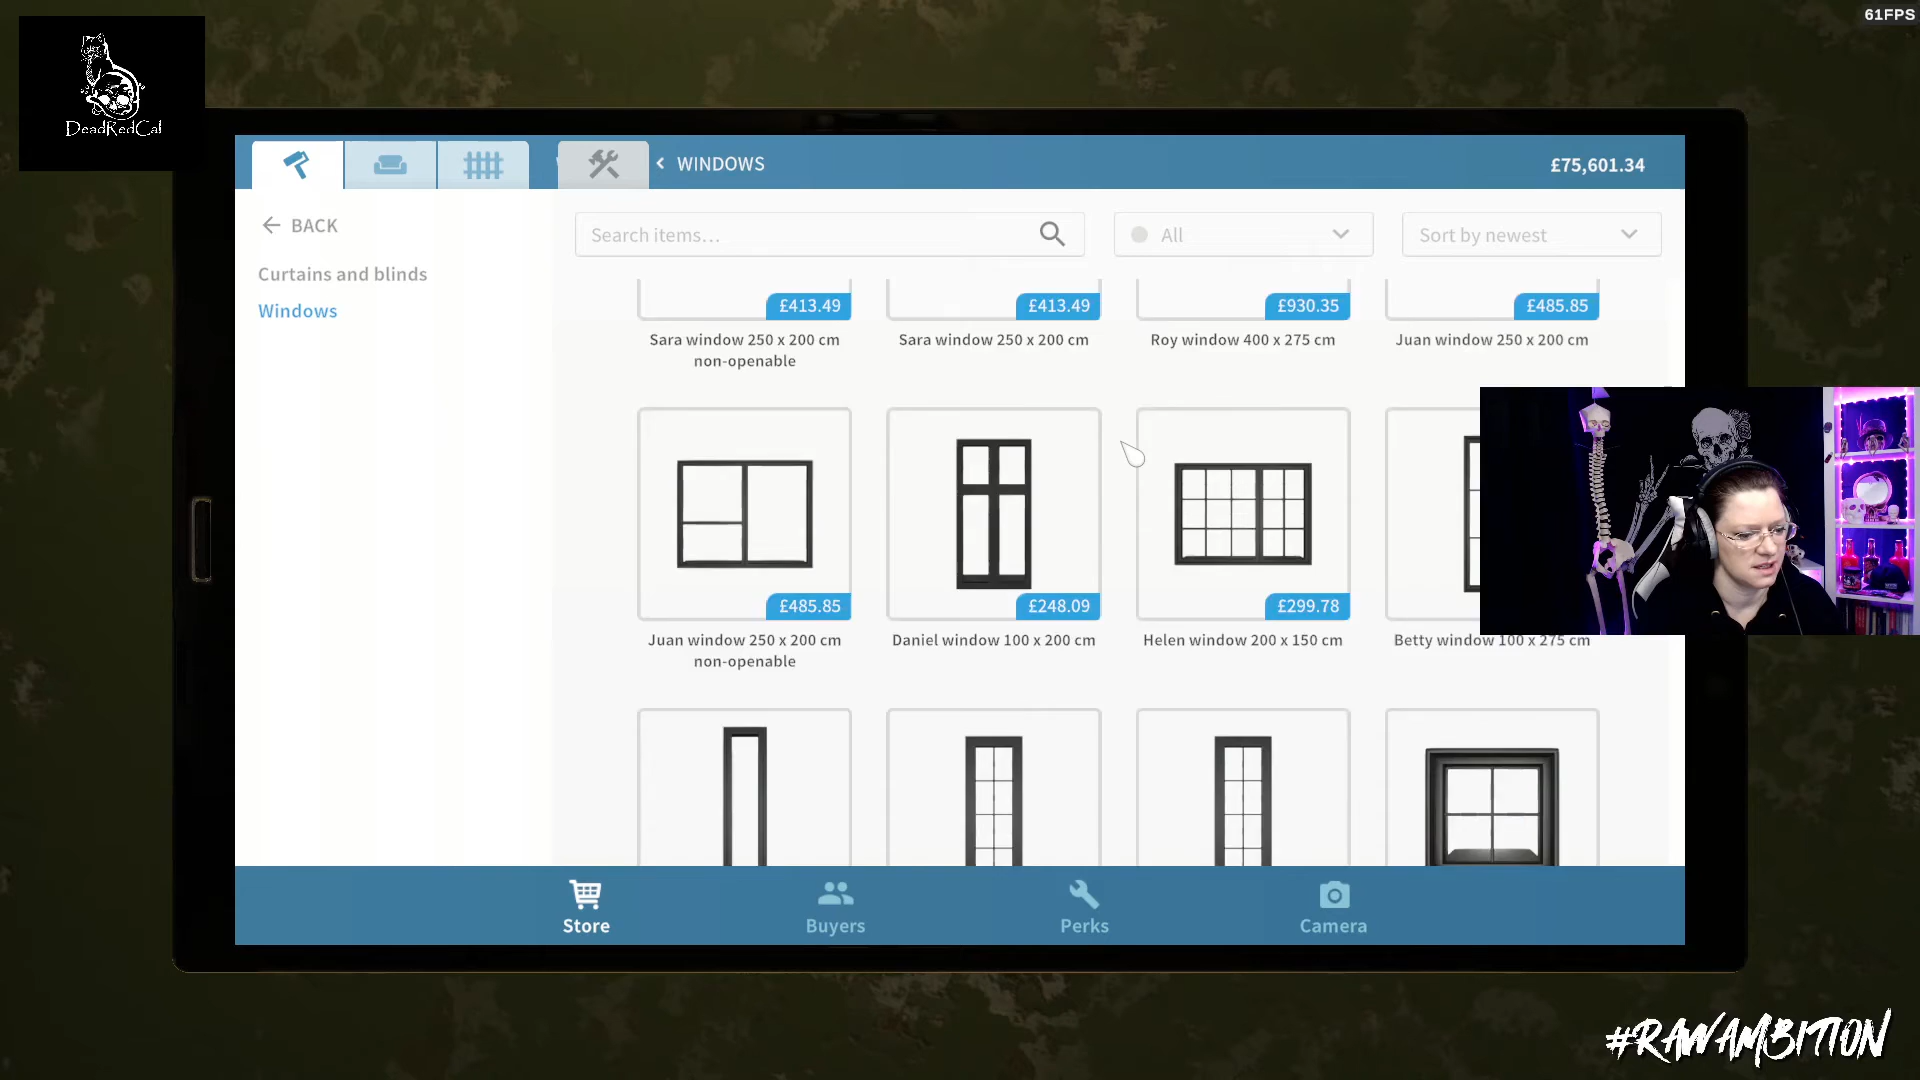 61FPS
DeadRedCal
WINDOWS
£75,601.34
BACK
Search items...
All
Sort by newest
Curtains and blinds
Windows
£413.49
£413.49
£930.35
£485.85
Sara window 250 x 200 cm
non-openable
Sara window 250 x 200 cm
Roy window 400 x 275 cm
Juan window 250 x 200 cm
£485.85
£248.09
£299.78
Juan window 250 x 200 cm
non-openable
Daniel window 100 x 200 cm
Helen window 200 x 150 cm
Betty window 100 x 275 cm
Store
Buyers
Perks
Camera
#RAWAMBITION